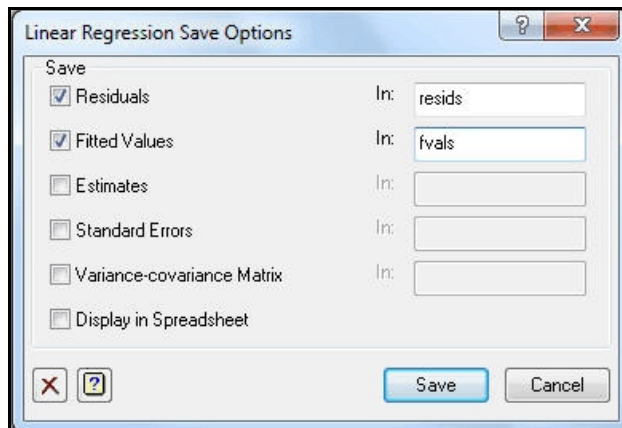 Linear Regression Save Options
Save
Residuals In: resids
Fitted Values In: fvals
Estimates In:
Standard Errors In:
Variance-covariance Matrix In:
Display in Spreadsheet
Save Cancel